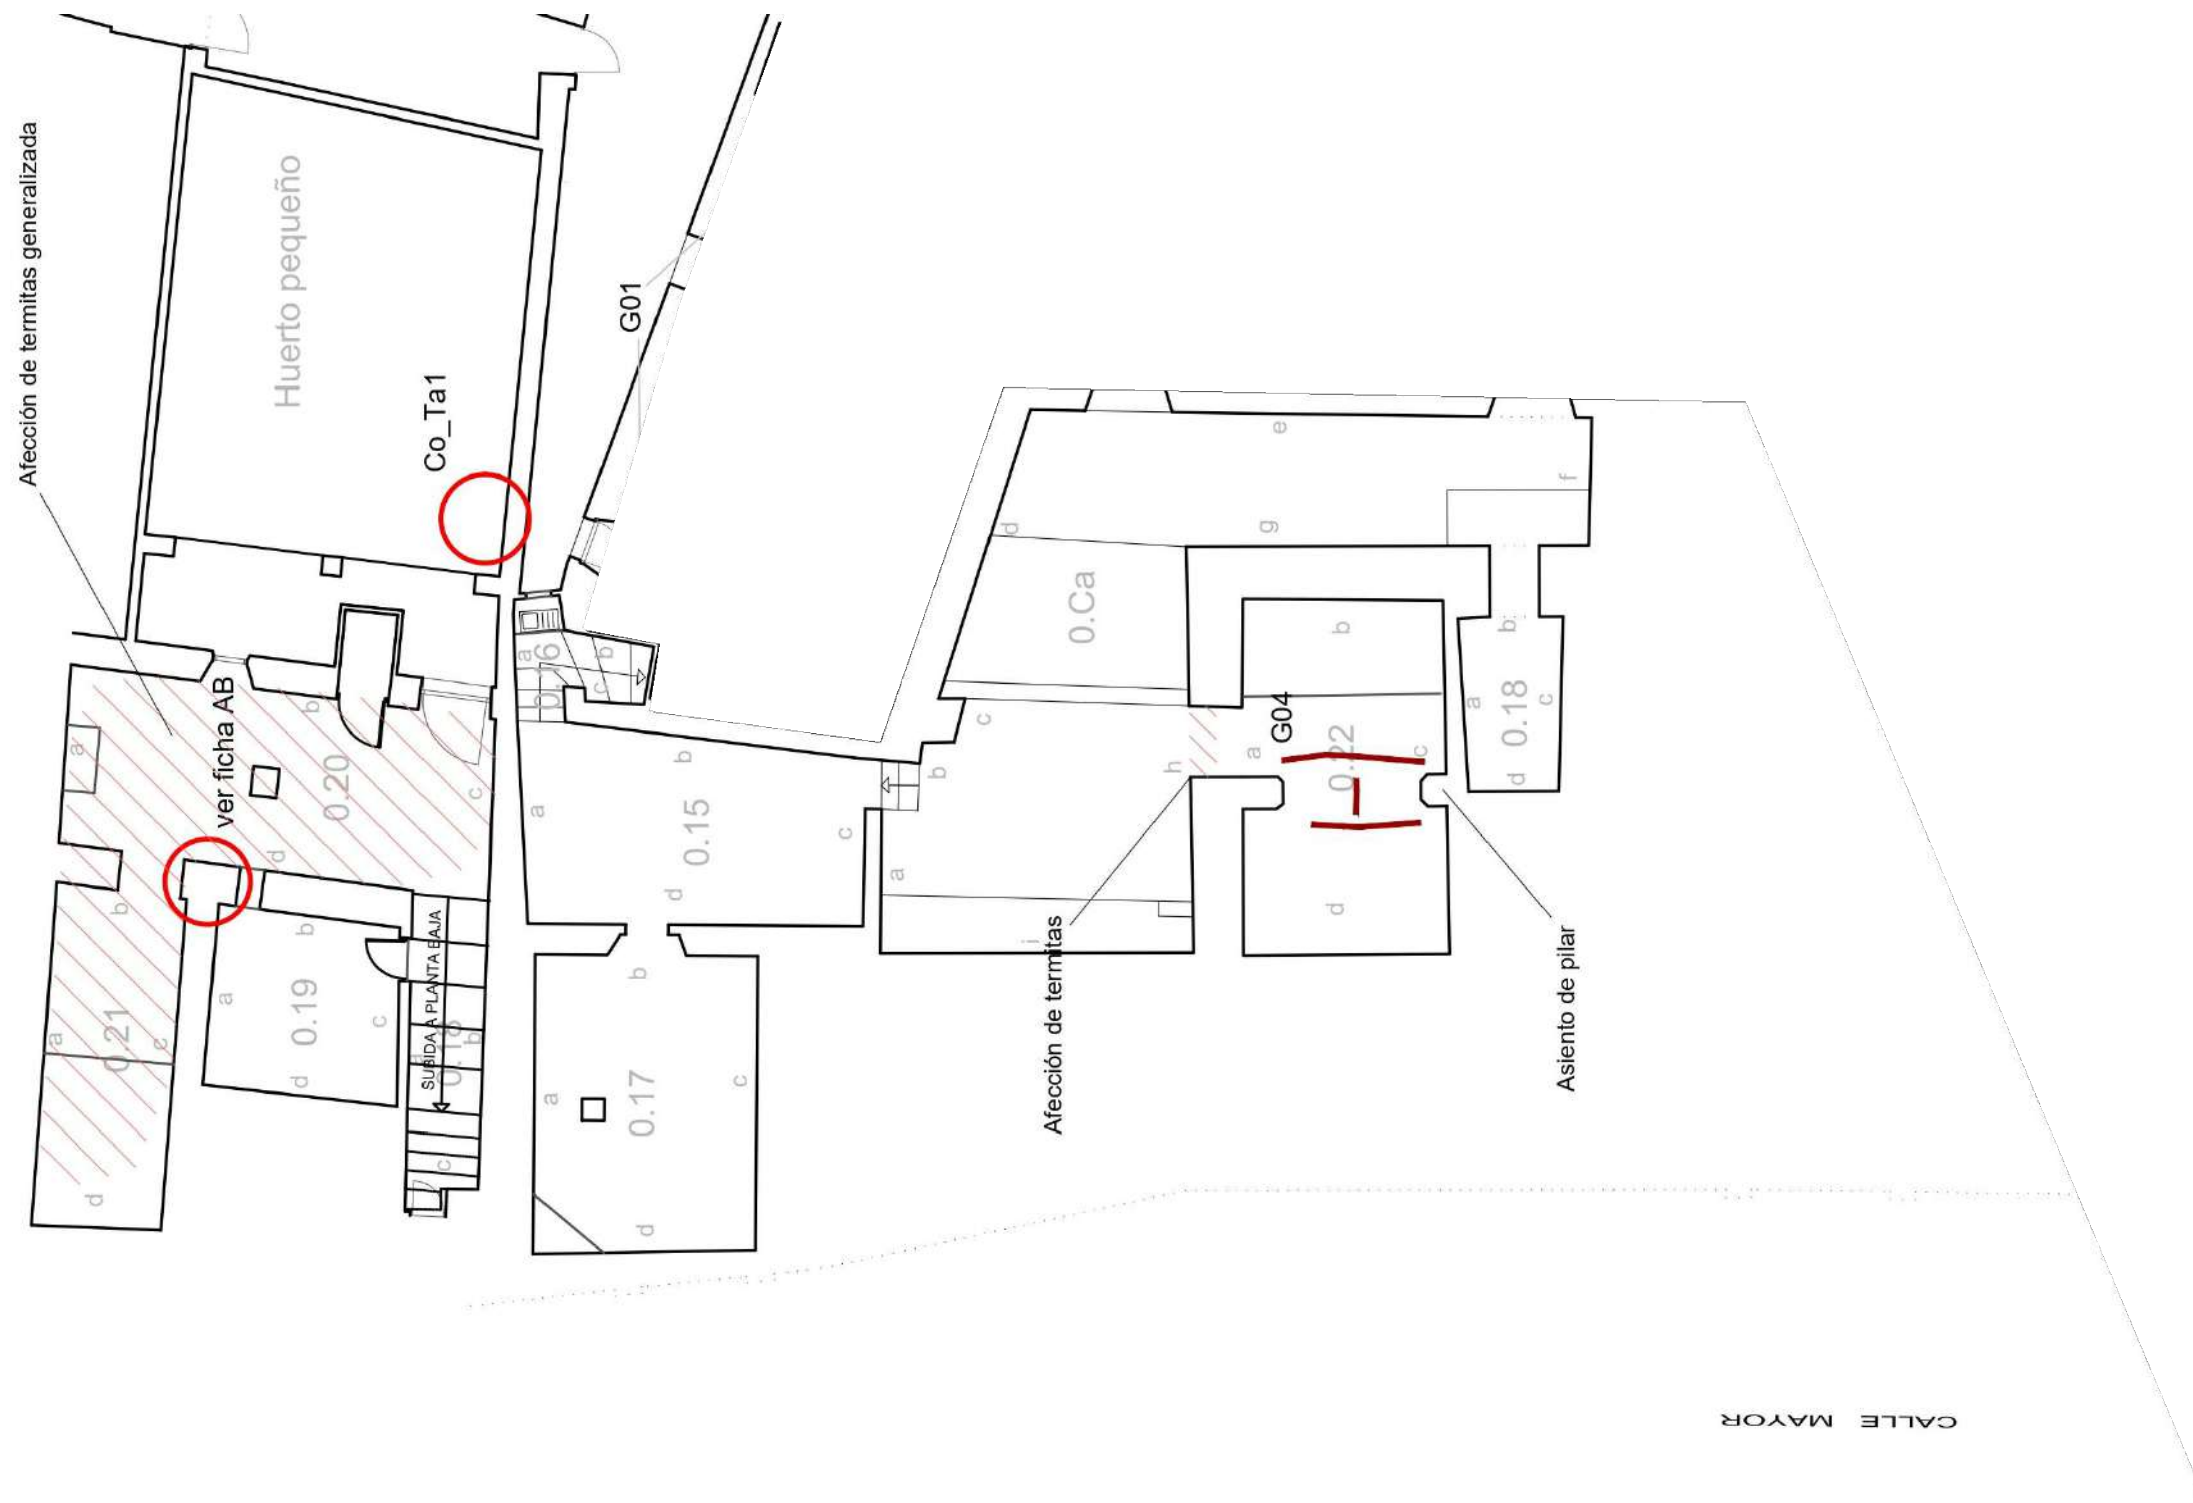 Afección de termitas generalizada
Huerto pequeño
Co_Ta1
G01
ver ficha AB
a
b
0.20
c
d
a
b
0.21
c
d
a
b
0.19
c
d
SUBIDA A PLANTA BAJA
a
0.18
b
c
a
0.16
b
c
a
b
0.15
c
d
a
b
0.17
c
d
a
b
c
d
0.Ca
e
f
g
h
i
G04
a
b
0.22
c
d
a
b
0.18
c
d
Afección de termitas
Asiento de pilar
CALLE MAYOR